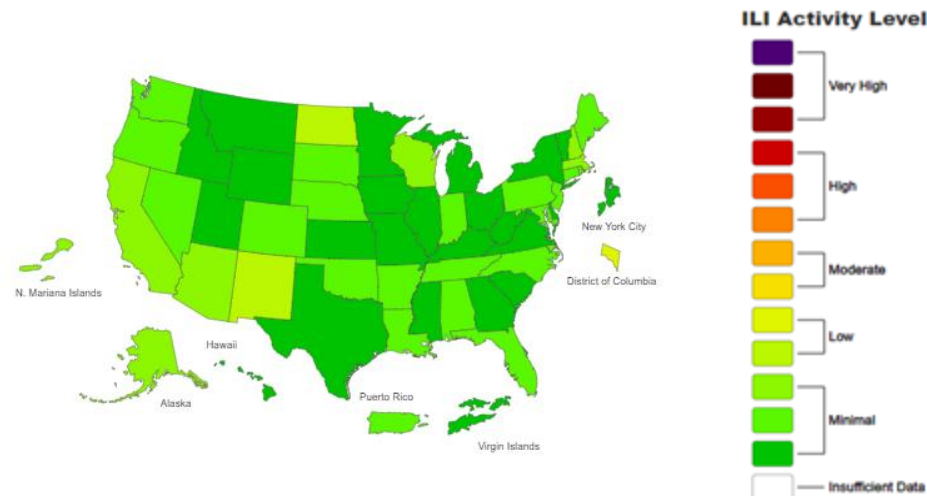 ILI Activity Level
Very High
High
Moderate
Low
Minimal
Insufficient Data
New York City
District of Columbia
N. Mariana Islands
Hawaii
Alaska
Puerto Rico
Virgin Islands